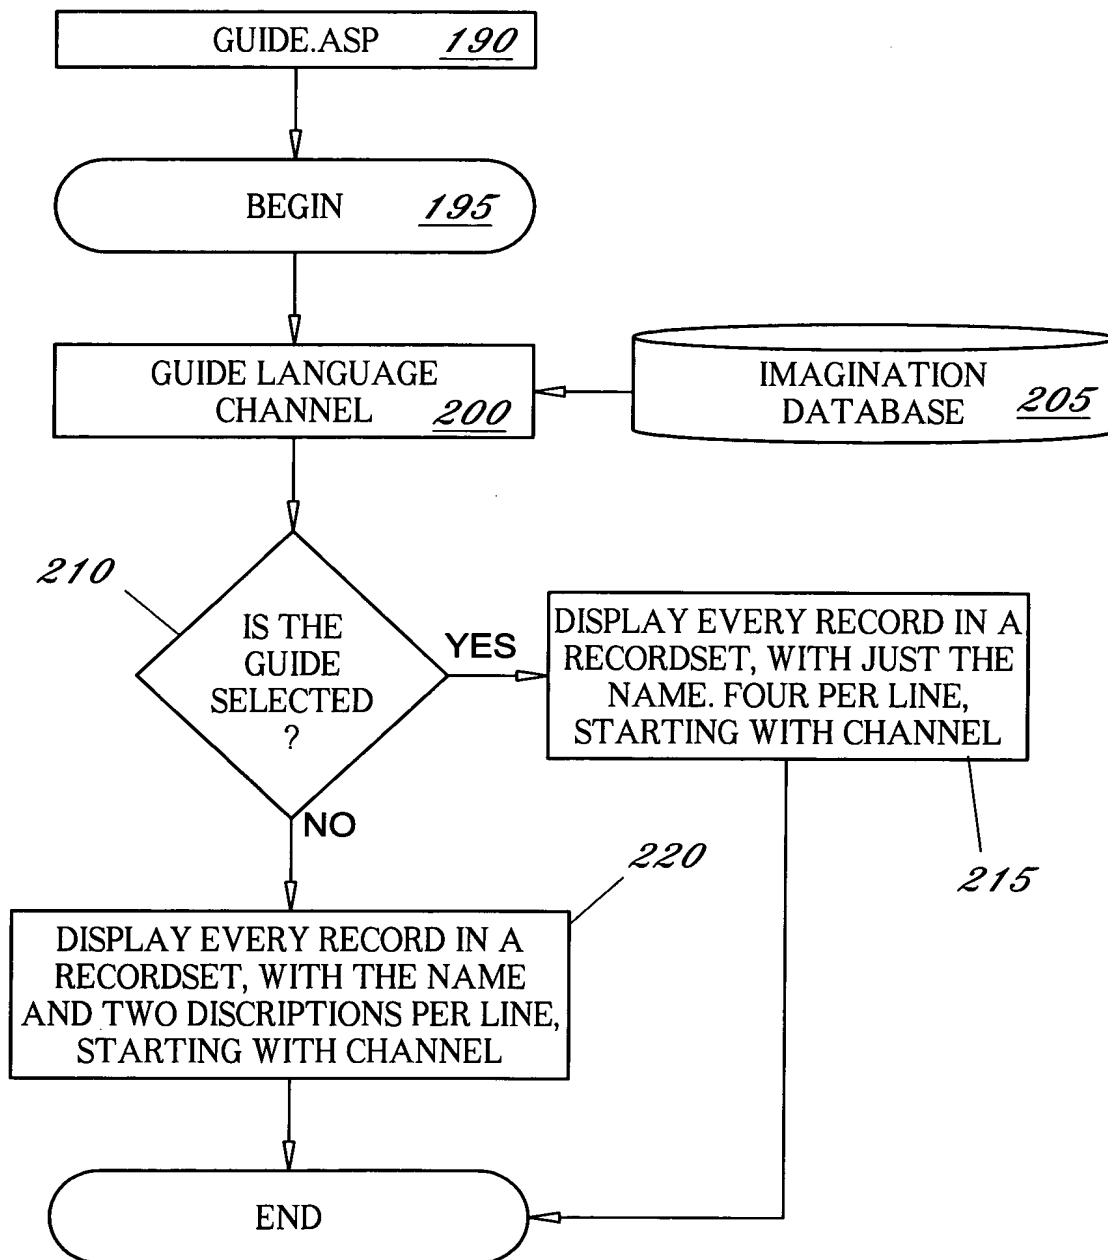 GUIDE.ASP 190
BEGIN 195
GUIDE LANGUAGE
CHANNEL 200
IMAGINATION
DATABASE 205
210
IS THE
GUIDE
SELECTED
?
YES
DISPLAY EVERY RECORD IN A
RECORDSET, WITH JUST THE
NAME. FOUR PER LINE,
STARTING WITH CHANNEL
215
NO
220
DISPLAY EVERY RECORD IN A
RECORDSET, WITH THE NAME
AND TWO DISCRIPTIONS PER LINE,
STARTING WITH CHANNEL
END